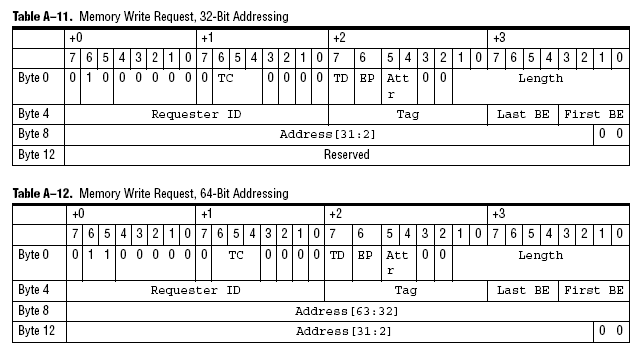 Table A–11. Memory Write Request, 32-Bit Addressing
+0 +1 +2 +3
7 6 5 4 3 2 1 0 7 6 5 4 3 2 1 0 7 6 5 4 3 2 1 0 7 6 5 4 3 2 1 0
Byte 0 0 1 0 0 0 0 0 0 0 TC 0 0 0 0 TD EP Att 0 0 Length
r
Byte 4 Requester ID Tag Last BE First BE
Byte 8 Address[31:2] 0 0
Byte 12 Reserved
Table A–12. Memory Write Request, 64-Bit Addressing
+0 +1 +2 +3
7 6 5 4 3 2 1 0 7 6 5 4 3 2 1 0 7 6 5 4 3 2 1 0 7 6 5 4 3 2 1 0
Byte 0 0 1 1 0 0 0 0 0 0 TC 0 0 0 0 TD EP Att 0 0 Length
r
Byte 4 Requester ID Tag Last BE First BE
Byte 8 Address[63:32]
Byte 12 Address[31:2] 0 0